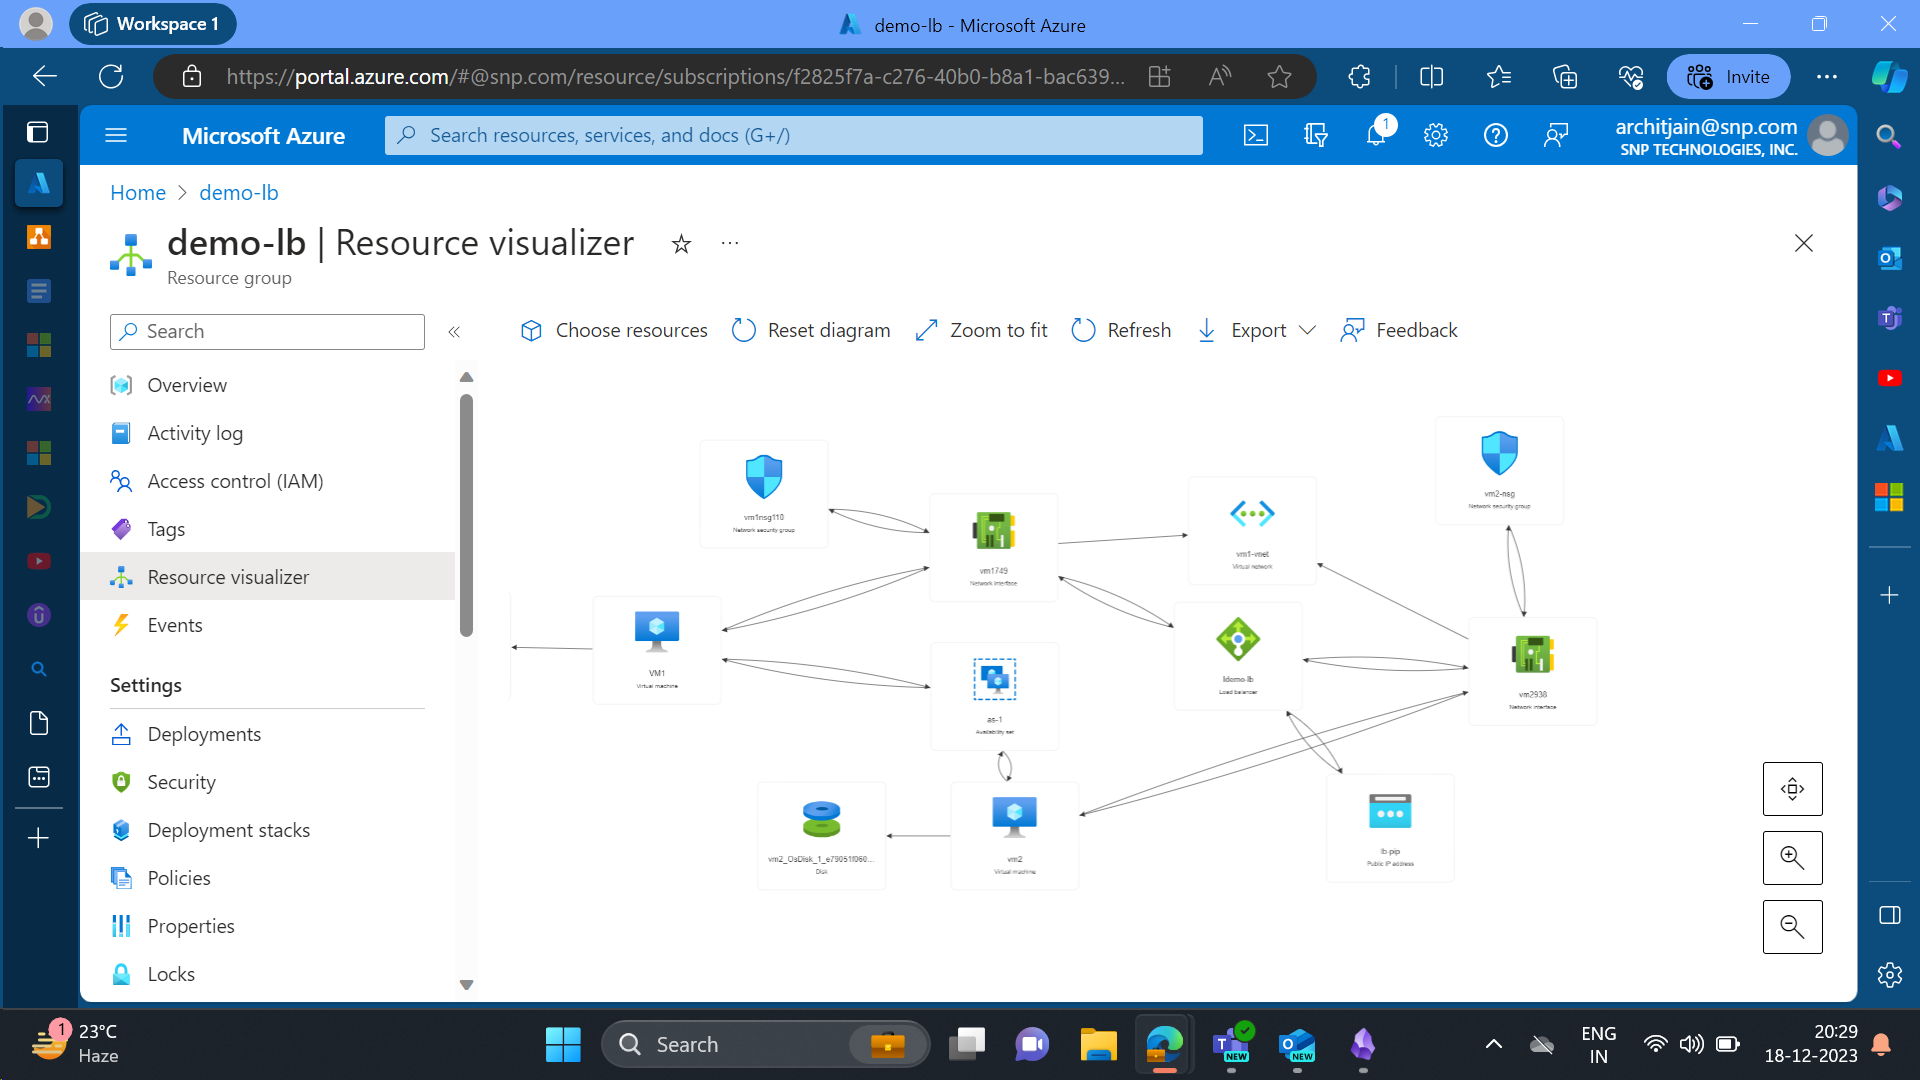 Workspace 1
demo-lb - Microsoft Azure
https://portal.azure.com/#@snp.com/resource/subscriptions/f2825f7a-c276-40b0-b8a1-bac639...
Invite
Microsoft Azure
Search resources, services, and docs (G+/)
1
architjain@snp.com
SNP TECHNOLOGIES, INC.
Home > demo-lb
demo-lb | Resource visualizer
Resource group
Search
Choose resources
Reset diagram
Zoom to fit
Refresh
Export
Feedback
Overview
Activity log
Access control (IAM)
Tags
Resource visualizer
Events
Settings
Deployments
Security
Deployment stacks
Policies
Properties
Locks
vm1nsg110
Network security group
vm1749
Network interface
vm1-vnet
Virtual network
vm2-nsg
Network security group
VM1
Virtual machine
as-1
Availability set
ldemo-lb
Load balancer
vm2938
Network interface
vm2_OsDisk_1_e79051f060...
Disk
vm2
Virtual machine
lb-pip
Public IP address
1
23°C
Haze
Search
NEW
NEW
ENG
IN
20:29
18-12-2023